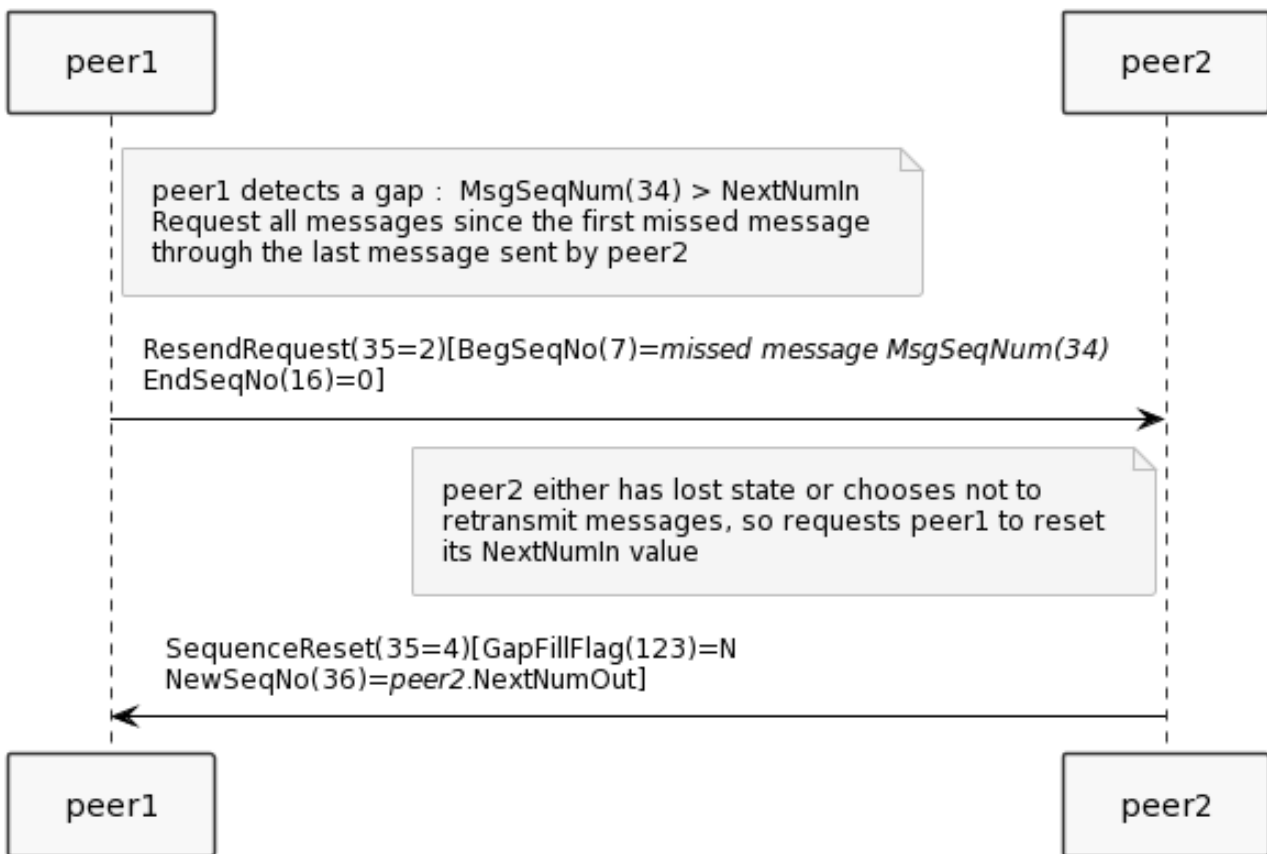 peer1
peer2
peer1 detects a gap :  MsgSeqNum(34) > NextNumIn
Request all messages since the first missed message
through the last message sent by peer2
ResendRequest(35=2)[BegSeqNo(7)=missed message MsgSeqNum(34)
EndSeqNo(16)=0]
peer2 either has lost state or chooses not to
retransmit messages, so requests peer1 to reset
its NextNumIn value
SequenceReset(35=4)[GapFillFlag(123)=N
NewSeqNo(36)=peer2.NextNumOut]
peer1
peer2